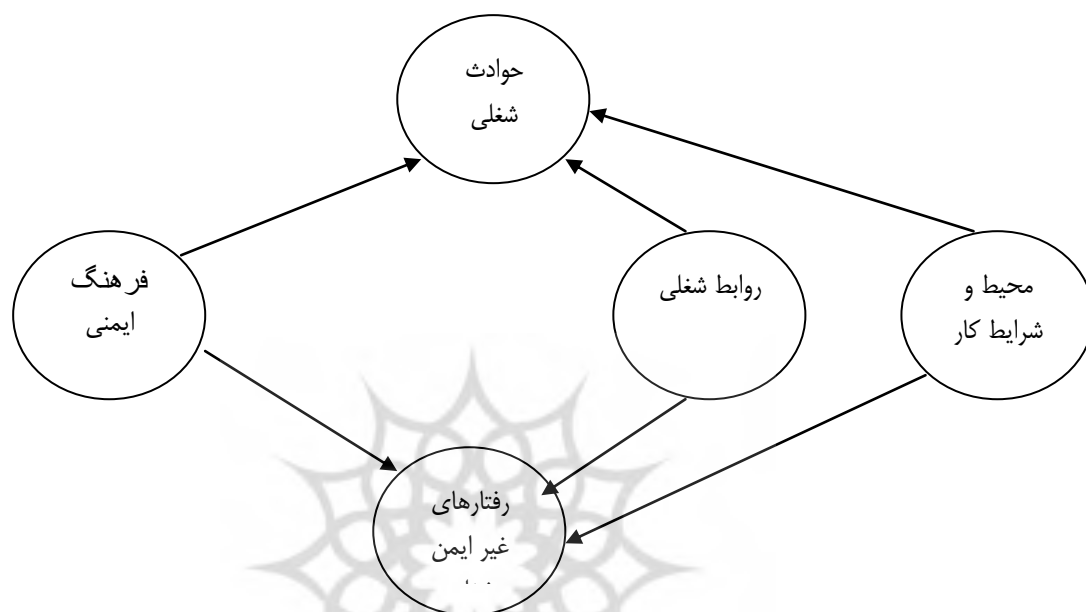 حوادث
شغلی
فرهنگ
ایمنی
روابط شغلی
محیط و
شرایط کار
رفتارهای
غیر ایمن